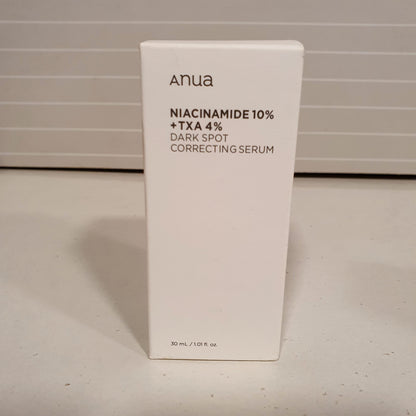 Anua
NIACINAMIDE 10%
+TXA 4%
DARK SPOT
CORRECTING SERUM
30 mL / 1.01 fl. oz.